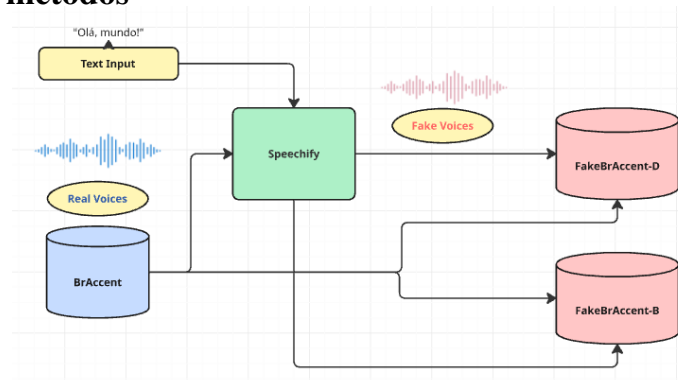 métodos
"Olá, mundo!"
Text Input
Fake Voices
Speechify
FakeBrAccent-D
Real Voices
BrAccent
FakeBrAccent-B